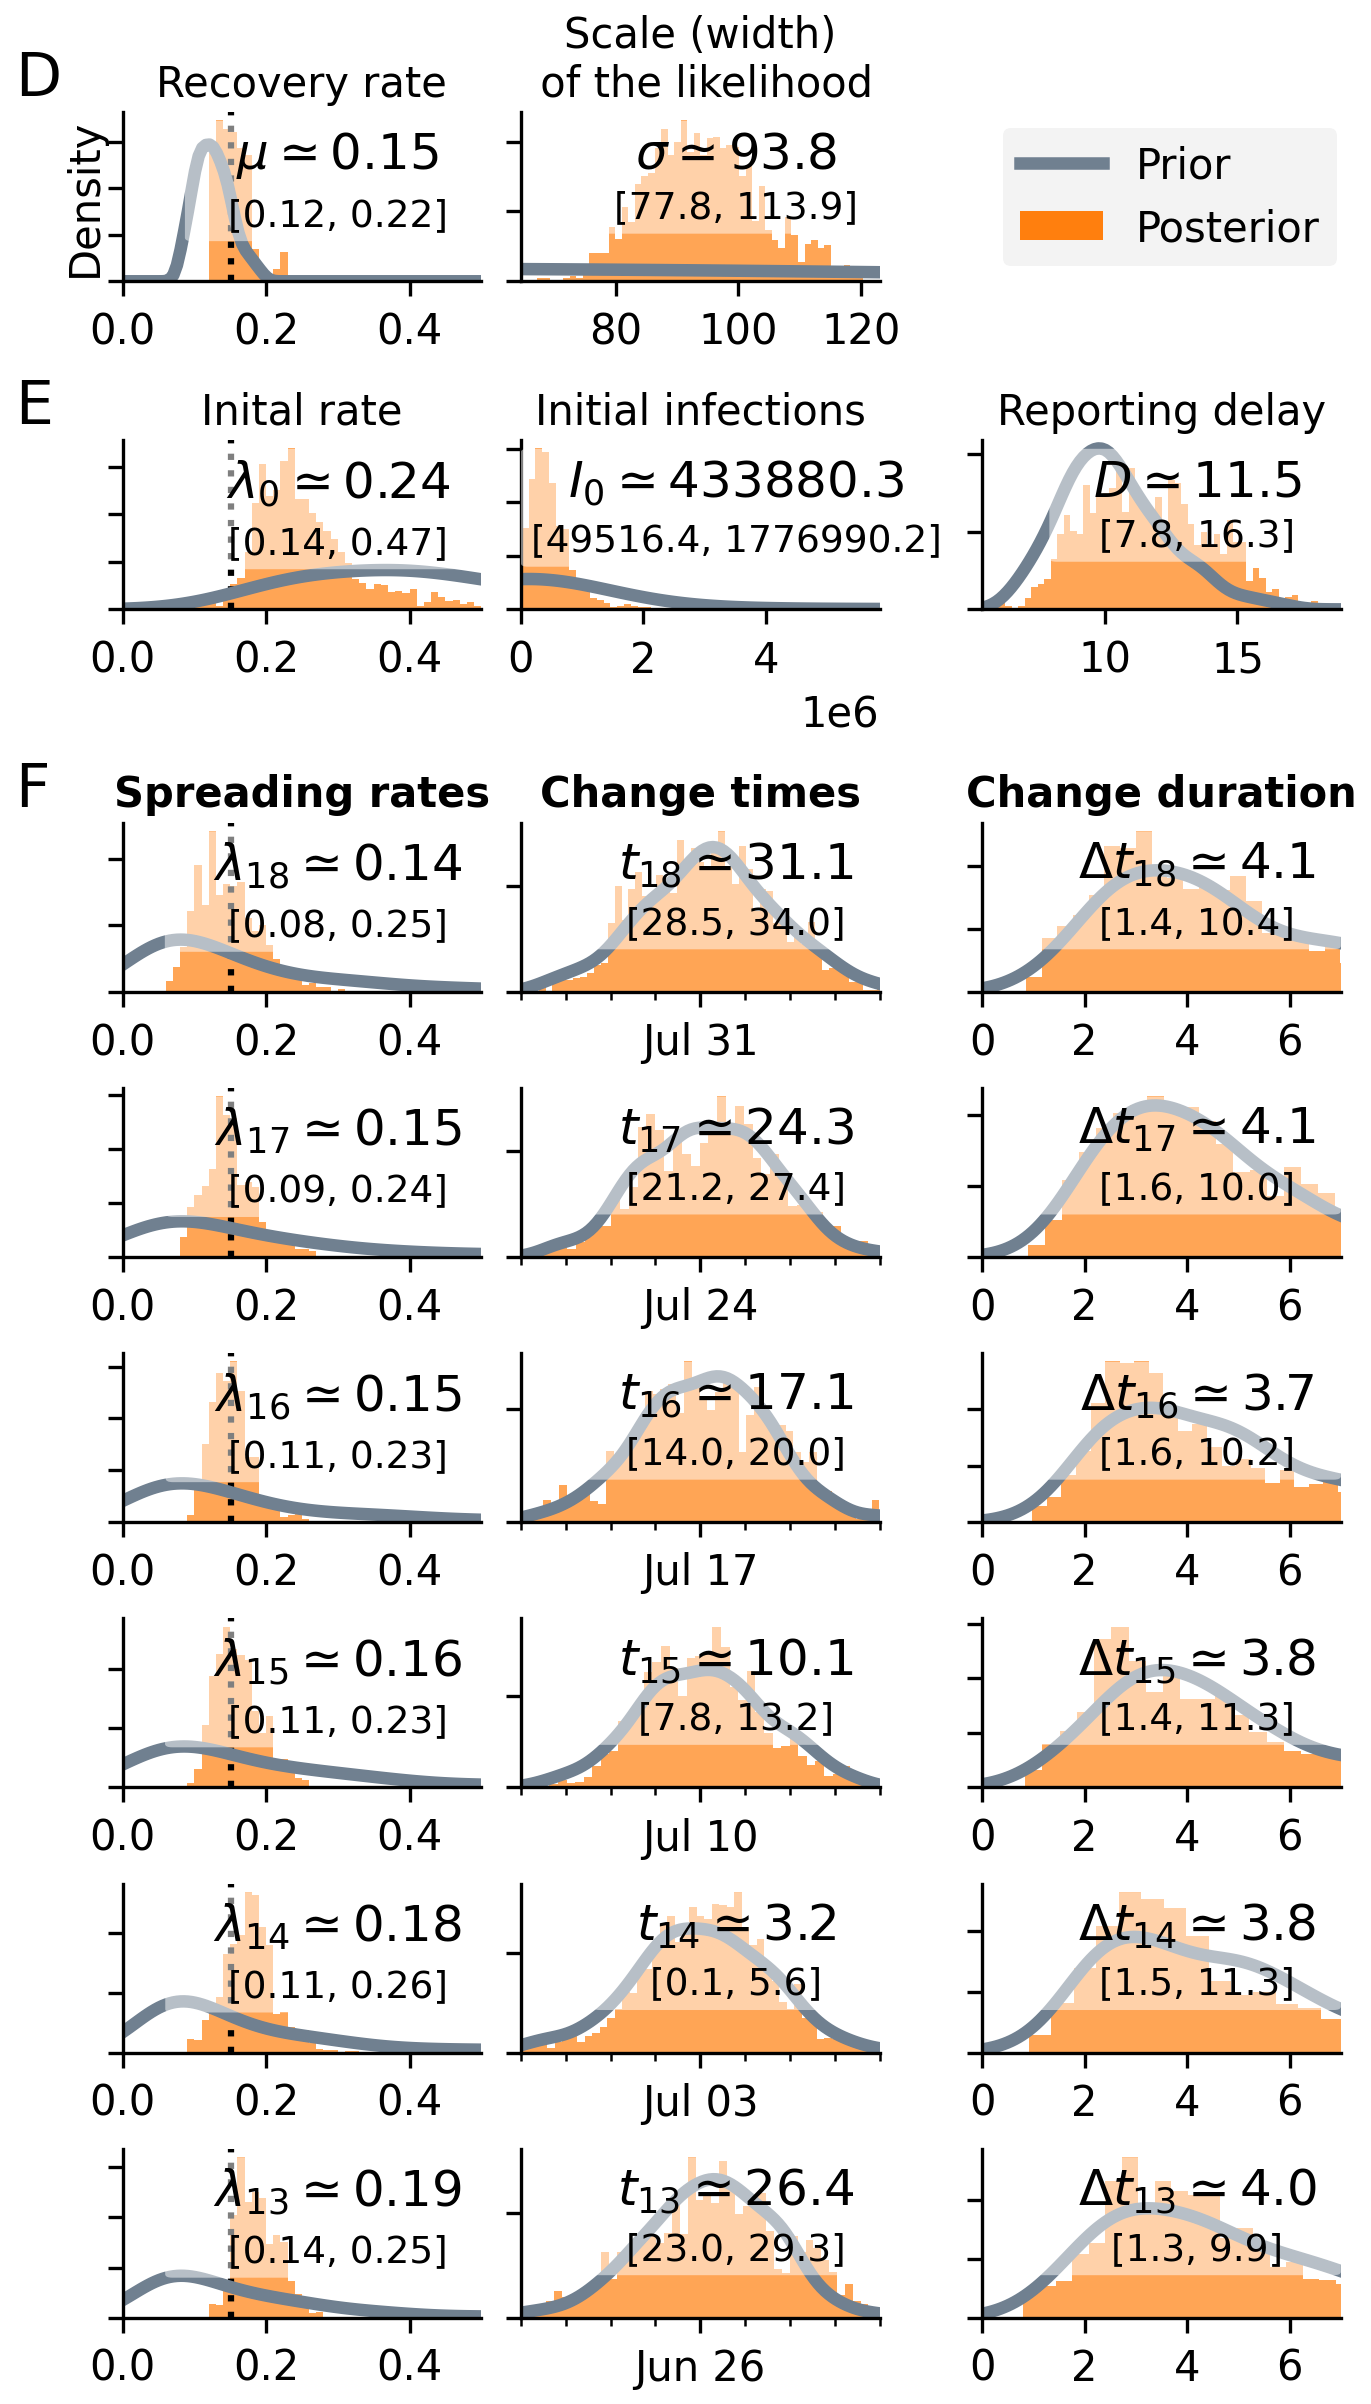 D
Recovery rate
Scale (width)
of the likelihood
Density
μ ≃ 0.15
[0.12, 0.22]
σ ≃ 93.8
[77.8, 113.9]
Prior
Posterior
0.0 0.2 0.4
80 100 120
E
Inital rate
Initial infections
Reporting delay
λ₀ ≃ 0.24
[0.14, 0.47]
I₀ ≃ 433880.3
[49516.4, 1776990.2]
D ≃ 11.5
[7.8, 16.3]
0.0 0.2 0.4
0 2 4
1e6
10 15
F
Spreading rates
Change times
Change duration
λ₁₈ ≃ 0.14
[0.08, 0.25]
t₁₈ ≃ 31.1
[28.5, 34.0]
Δt₁₈ ≃ 4.1
[1.4, 10.4]
0.0 0.2 0.4
Jul 31
0 2 4 6
λ₁₇ ≃ 0.15
[0.09, 0.24]
t₁₇ ≃ 24.3
[21.2, 27.4]
Δt₁₇ ≃ 4.1
[1.6, 10.0]
0.0 0.2 0.4
Jul 24
0 2 4 6
λ₁₆ ≃ 0.15
[0.11, 0.23]
t₁₆ ≃ 17.1
[14.0, 20.0]
Δt₁₆ ≃ 3.7
[1.6, 10.2]
0.0 0.2 0.4
Jul 17
0 2 4 6
λ₁₅ ≃ 0.16
[0.11, 0.23]
t₁₅ ≃ 10.1
[7.8, 13.2]
Δt₁₅ ≃ 3.8
[1.4, 11.3]
0.0 0.2 0.4
Jul 10
0 2 4 6
λ₁₄ ≃ 0.18
[0.11, 0.26]
t₁₄ ≃ 3.2
[0.1, 5.6]
Δt₁₄ ≃ 3.8
[1.5, 11.3]
0.0 0.2 0.4
Jul 03
0 2 4 6
λ₁₃ ≃ 0.19
[0.14, 0.25]
t₁₃ ≃ 26.4
[23.0, 29.3]
Δt₁₃ ≃ 4.0
[1.3, 9.9]
0.0 0.2 0.4
Jun 26
0 2 4 6